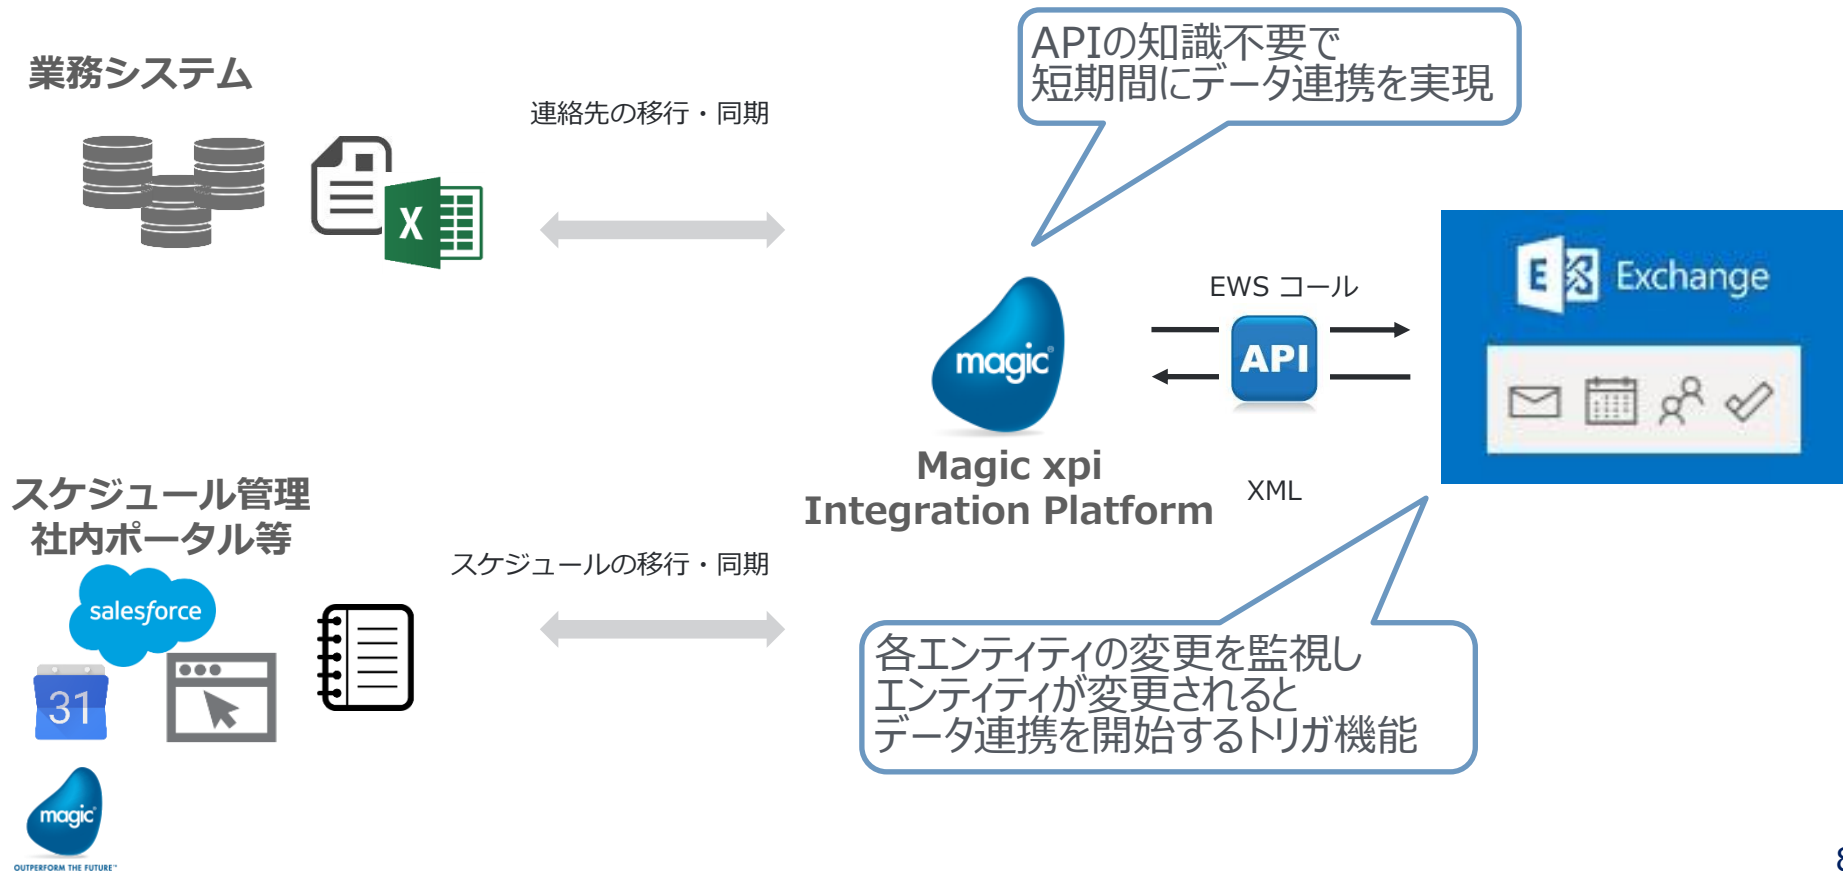 APIの知識不要で
短期間にデータ連携を実現
業務システム
連絡先の移行・同期
X
E
Exchange
EWS コール
API
magic
Magic xpi
Integration Platform
XML
スケジュール管理
社内ポータル等
スケジュールの移行・同期
salesforce
31
各エンティティの変更を監視し
エンティティが変更されると
データ連携を開始するトリガ機能
magic
OUTPERFORM THE FUTURE™